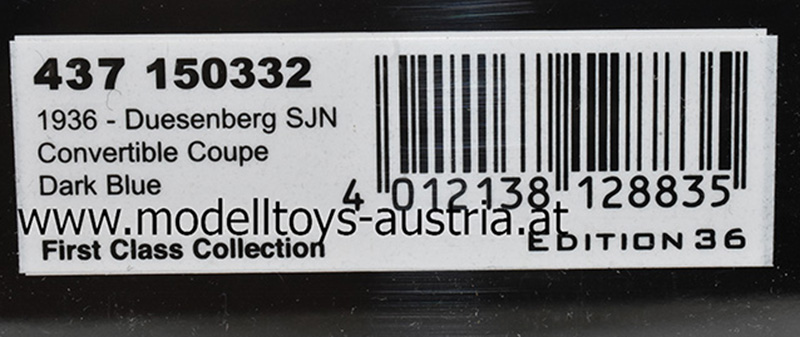 437 150332
1936 - Duesenberg SJN
Convertible Coupe
Dark Blue
4 012138 128835
www.modelltoys-austria.at
First Class Collection
EDITION 36